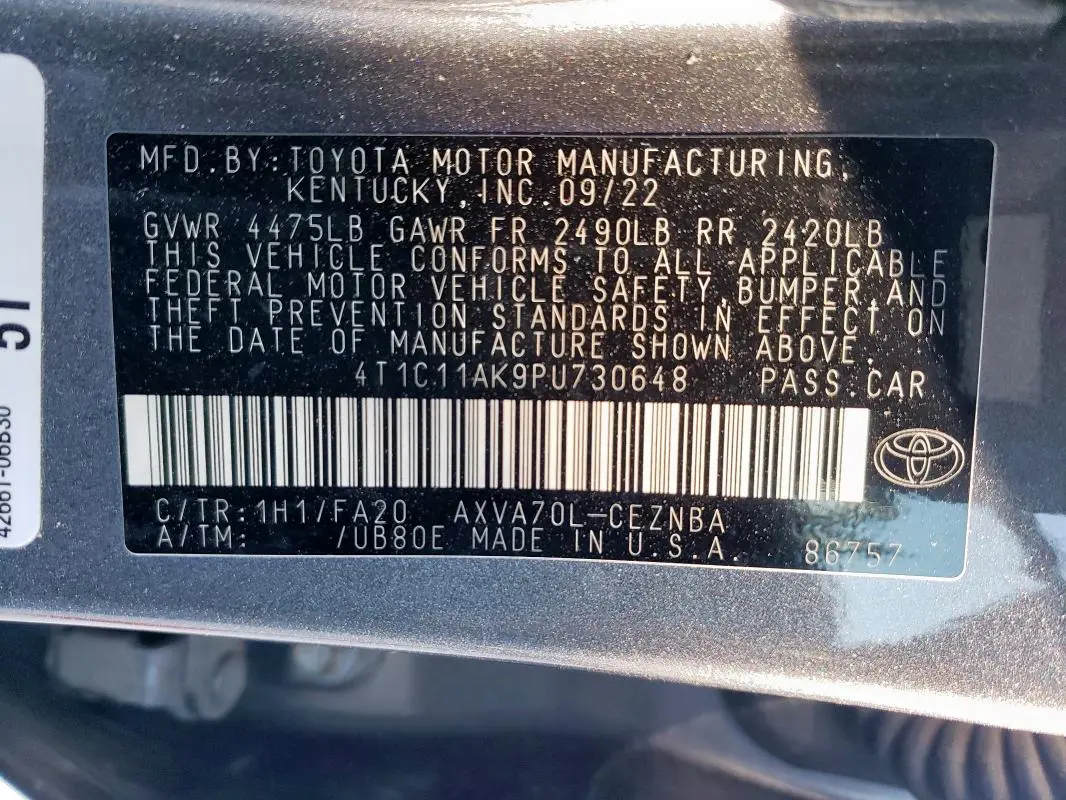 MFD. BY: TOYOTA MOTOR MANUFACTURING,
KENTUCKY, INC. 09/22
GVWR 4475LB GAWR FR 2490LB RR 2420LB
THIS VEHICLE CONFORMS TO ALL APPLICABLE
FEDERAL MOTOR VEHICLE SAFETY, BUMPER, AND
THEFT PREVENTION STANDARDS IN EFFECT ON
THE DATE OF MANUFACTURE SHOWN ABOVE.
4T1C11AK9PU730648 PASS. CAR
C/TR: 1H1/FA20 AXVA70L-CEZNBA
A/TM: /UB80E MADE IN U.S.A. 86757
42661-06B30